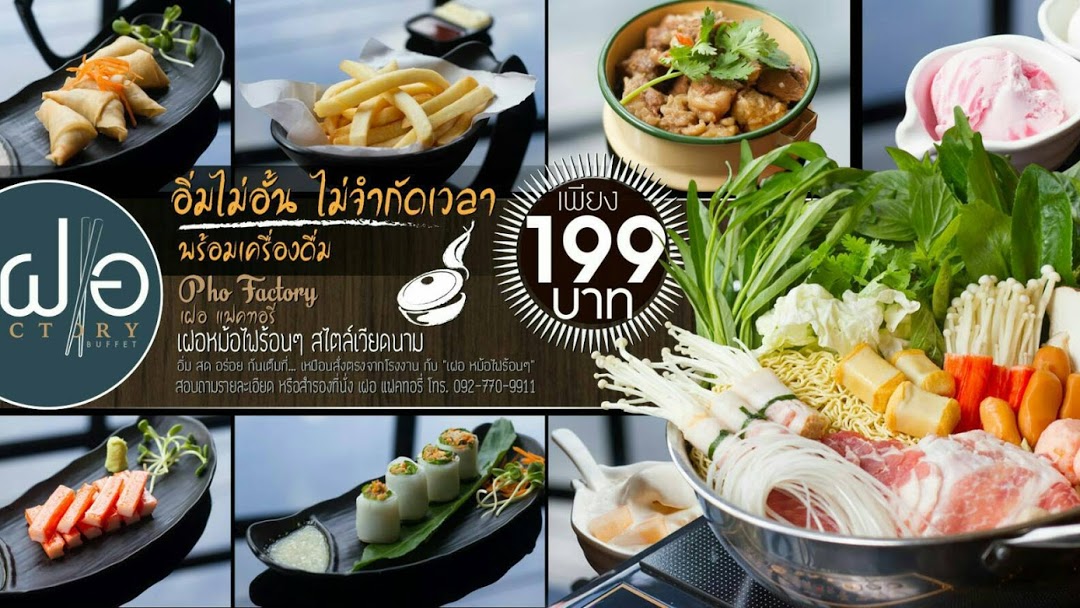 อิ่มไม่อั้น ไม่จำกัดเวลา
พร้อมเครื่องดื่ม
เพียง
199
บาท
ฝอ
CTORY
BUFFET
Pho Factory
เฝอ แฟคทอรี่
เฝอหม้อไฟร้อนๆ สไตล์เวียดนาม
อิ่ม สด อร่อย กันเต็มที่... เหมือนส่งตรงจากโรงงาน กับ "เฝอ หม้อไฟร้อนๆ"
สอบถามรายละเอียด หรือสำรองที่นั่ง เฝอ แฟคทอรี่ โทร. 092-770-9911